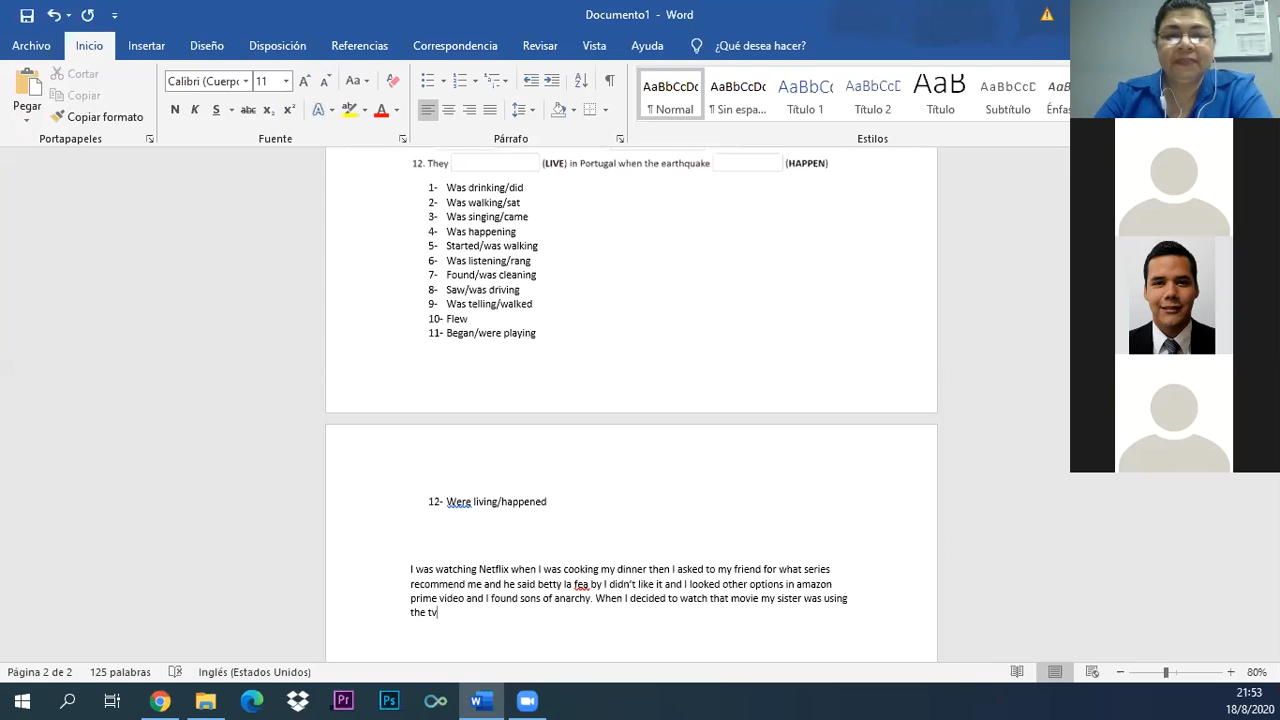 Documento1 - Word
Archivo Inicio Insertar Diseño Disposición Referencias Correspondencia Revisar Vista Ayuda ¿Qué desea hacer?
Pegar
Cortar
Copiar
Copiar formato
Calibri (Cuerpo 11
N K S abc x₂ x²
AaBbCcDc AaBbCcDc AaBbCcD AaBbCcD AaB AaBbCcD
¶ Normal ¶ Sin espa... Título 1 Título 2 Título Subtítulo Énfas
Portapapeles Fuente Párrafo Estilos
12. They (LIVE) in Portugal when the earthquake (HAPPEN)
1- Was drinking/did
2- Was walking/sat
3- Was singing/came
4- Was happening
5- Started/was walking
6- Was listening/rang
7- Found/was cleaning
8- Saw/was driving
9- Was telling/walked
10- Flew
11- Began/were playing
12- Were living/happened
I was watching Netflix when I was cooking my dinner then I asked to my friend for what series
recommend me and he said betty la fea by I didn't like it and I looked other options in amazon
prime video and I found sons of anarchy. When I decided to watch that movie my sister was using
the tv
Página 2 de 2 125 palabras Inglés (Estados Unidos) 80%
Pr Ps
21:53
18/8/2020